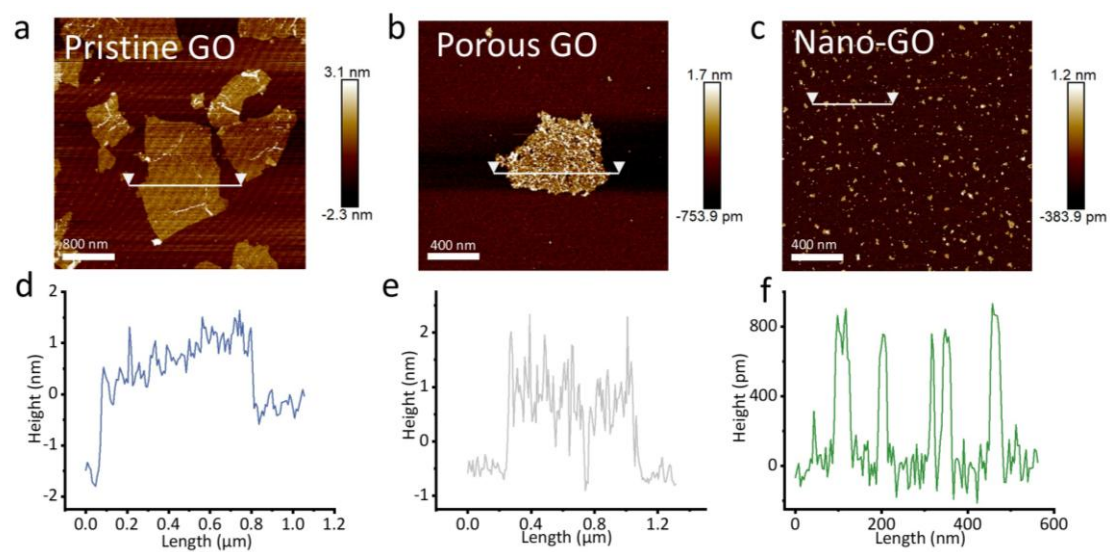 a
Pristine GO
3.1 nm
-2.3 nm
800 nm
b
Porous GO
1.7 nm
-753.9 pm
400 nm
c
Nano-GO
1.2 nm
-383.9 pm
400 nm
d
Height (nm)
2
1
0
-1
-2
0.0 0.2 0.4 0.6 0.8 1.0
Length (μm)
e
Height (nm)
2
1
0
-1
0.0 0.4 0.8 1.2
Length (μm)
f
Height (pm)
800
400
0
0 200 400 600
Length (nm)